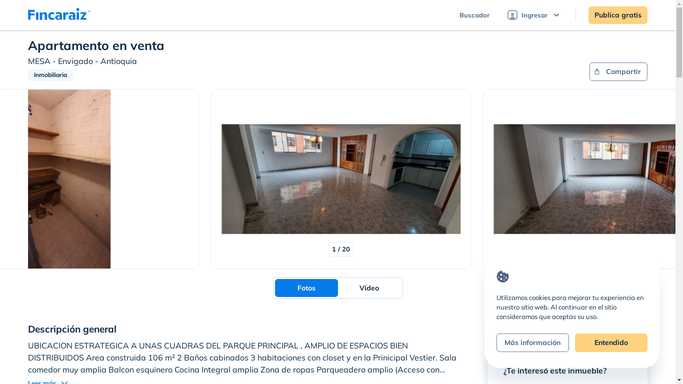 Fincaraiz
Buscador
Ingresar
Publica gratis
Apartamento en venta
MESA - Envigado - Antioquia
Inmobiliaria
Compartir
1 / 20
Fotos
Video
Utilizamos cookies para mejorar tu experiencia en
nuestro sitio web. Al continuar en el sitio
consideramos que aceptas su uso.
Más información
Entendido
Descripción general
UBICACION ESTRATEGICA A UNAS CUADRAS DEL PARQUE PRINCIPAL , AMPLIO DE ESPACIOS BIEN
DISTRIBUIDOS Area construida 106 m² 2 Baños cabinados 3 habitaciones con closet y en la Prinicipal Vestier. Sala
comedor muy amplia Balcon esquinero Cocina Integral amplia Zona de ropas Parqueadero amplio (Acceso con...
Leer más
¿Te interesó este inmueble?